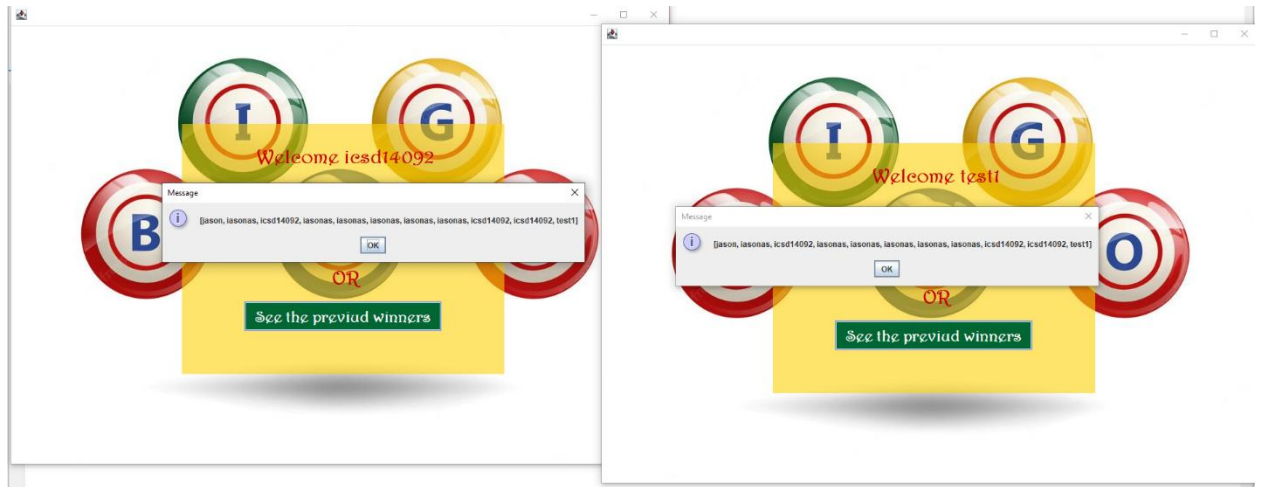 I G
Welcome icsd14092
Message
[jason, iasonas, icsd14092, iasonas, iasonas, iasonas, iasonas, iasonas, icsd14092, icsd14092, test1]
OK
B
OR
See the previud winners
I G
Welcome test1
Message
[jason, iasonas, icsd14092, iasonas, iasonas, iasonas, iasonas, iasonas, icsd14092, icsd14092, test1]
OK
O
OR
See the previud winners